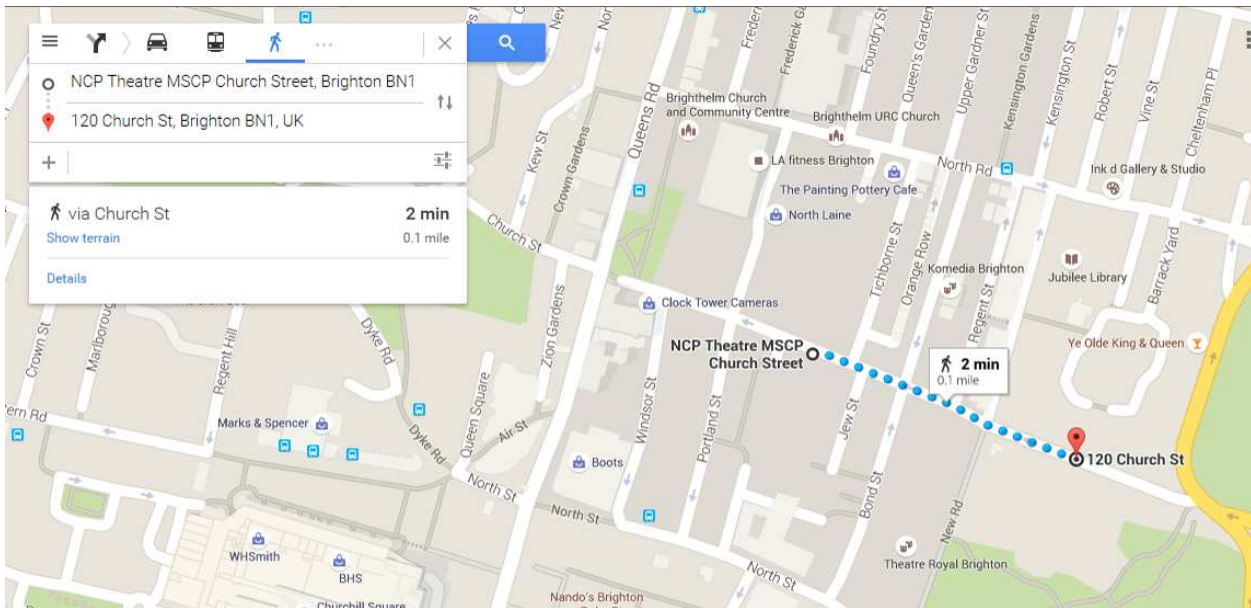 NCP Theatre MSCP Church Street, Brighton BN1
120 Church St, Brighton BN1, UK
via Church St
2 min
Show terrain
0.1 mile
Details
Kew St
Crown Gardens
Queens Rd
Foundry St
Queen's Gardens
Upper Gardner St
Kensington Gardens
Kensington St
Robert St
Vine St
Cheltenham Pl
Brighthelm Church
and Community Centre
Brighthelm URC Church
LA fitness Brighton
North Rd
Ink d Gallery & Studio
The Painting Pottery Cafe
North Laine
Church St
Tichborne St
Orange Row
Komedia Brighton
Regent St
Jubilee Library
Barrack Yard
Clock Tower Cameras
Ye Olde King & Queen
NCP Theatre MSCP
Church Street
2 min
0.1 mile
Crown St
Regent Hill
Dyke Rd
Zion Gardens
Queen Square
Windsor St
Portland St
Jew St
Marks & Spencer
Air St
Dyke Rd
Boots
120 Church St
Bond St
New Rd
North St
North St
WHSmith
BHS
Theatre Royal Brighton
North St
Nando's Brighton
Churchill Square